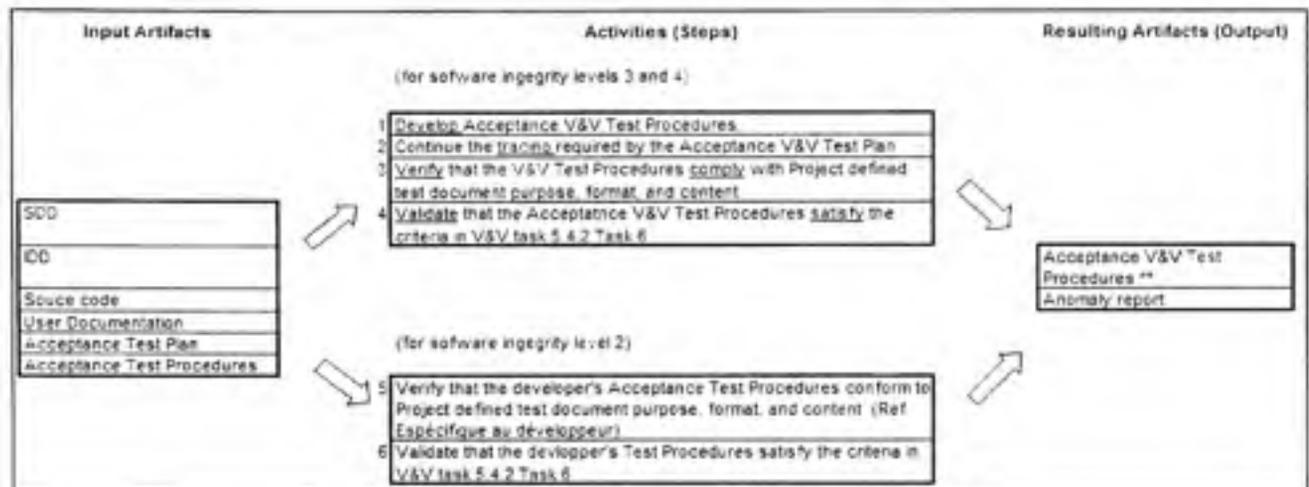 Input Artifacts
Activities (Steps)
Resulting Artifacts (Output)
(for sofware ingegrity levels 3 and 4)
1 Develop Acceptance V&V Test Procedures.
2 Continue the tracing required by the Acceptance V&V Test Plan
3 Verify that the V&V Test Procedures comply with Project defined
test document purpose, format, and content
4 Validate that the Acceptatnce V&V Test Procedures satisfy the
criteria in V&V task 5.4.2 Task 6
SDD
IDD
Souce code
User Documentation
Acceptance Test Plan
Acceptance Test Procedures
(for sofware ingegrity level 2)
5 Verify that the developer's Acceptance Test Procedures conform to
Project defined test document purpose, format, and content (Ref
Espécifique au développeur)
6 Validate that the devlopper's Test Procedures satisfy the criteria in
V&V task 5.4.2 Task 6
Acceptance V&V Test
Procedures **
Anomaly report